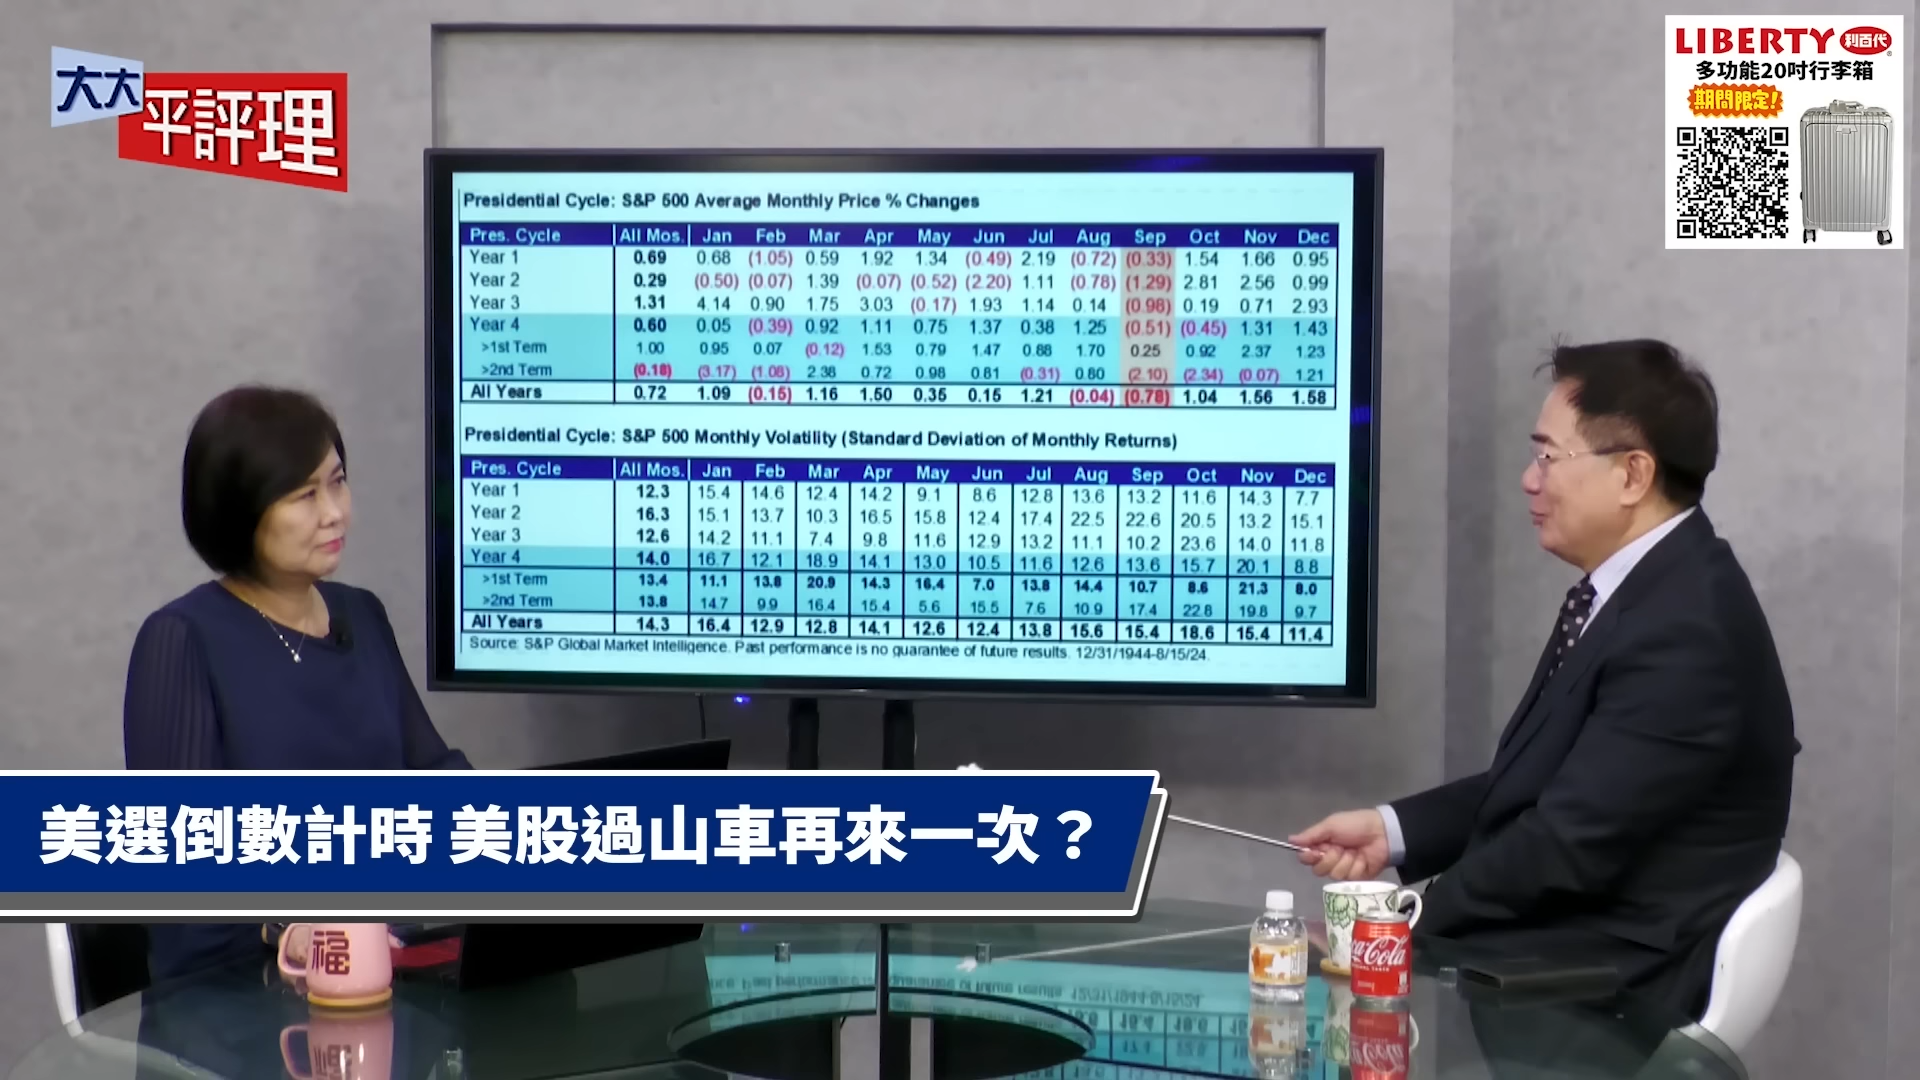 大大
平評理
LIBERTY 利百代
多功能20吋行李箱
期間限定!
Presidential Cycle: S&P 500 Average Monthly Price % Changes
Pres. Cycle All Mos. Jan Feb Mar Apr May Jun Jul Aug Sep Oct Nov Dec
Year 1 0.69 0.68 (1.05) 0.59 1.92 1.34 (0.49) 2.19 (0.72) (0.33) 1.54 1.66 0.95
Year 2 0.29 (0.50) (0.07) 1.39 (0.07) (0.52) (2.20) 1.11 (0.78) (1.29) 2.81 2.56 0.99
Year 3 1.31 4.14 0.90 1.75 3.03 (0.17) 1.93 1.14 0.14 (0.98) 0.19 0.71 2.93
Year 4 0.60 0.05 (0.39) 0.92 1.11 0.75 1.37 0.38 1.25 (0.51) (0.45) 1.31 1.43
>1st Term 1.00 0.95 0.07 (0.12) 1.53 0.79 1.47 0.88 1.70 0.25 0.92 2.37 1.23
>2nd Term (0.18) (3.17) (1.08) 2.38 0.72 0.98 0.81 (0.31) 0.80 (2.10) (2.34) (0.07) 1.21
All Years 0.72 1.09 (0.15) 1.16 1.50 0.35 0.15 1.21 (0.04) (0.78) 1.04 1.56 1.58
Presidential Cycle: S&P 500 Monthly Volatility (Standard Deviation of Monthly Returns)
Pres. Cycle All Mos. Jan Feb Mar Apr May Jun Jul Aug Sep Oct Nov Dec
Year 1 12.3 15.4 14.6 12.4 14.2 9.1 8.6 12.8 13.6 13.2 11.6 14.3 7.7
Year 2 16.3 15.1 13.7 10.3 16.5 15.8 12.4 17.4 22.5 22.6 20.5 13.2 15.1
Year 3 12.6 14.2 11.1 7.4 9.8 11.6 12.9 13.2 11.1 10.2 23.6 14.0 11.8
Year 4 14.0 16.7 12.1 18.9 14.1 13.0 10.5 11.6 12.6 13.6 15.7 20.1 8.8
>1st Term 13.4 11.1 13.8 20.9 14.3 16.4 7.0 13.8 14.4 10.7 8.6 21.3 8.0
>2nd Term 13.8 14.7 9.9 16.4 15.4 5.6 15.5 7.6 10.9 17.4 22.8 19.8 9.7
All Years 14.3 16.4 12.9 12.8 14.1 12.6 12.4 13.8 15.6 15.4 18.6 15.4 11.4
Source: S&P Global Market Intelligence. Past performance is no guarantee of future results. 12/31/1944-8/15/24.
美選倒數計時 美股過山車再來一次？
福
Coca-Cola